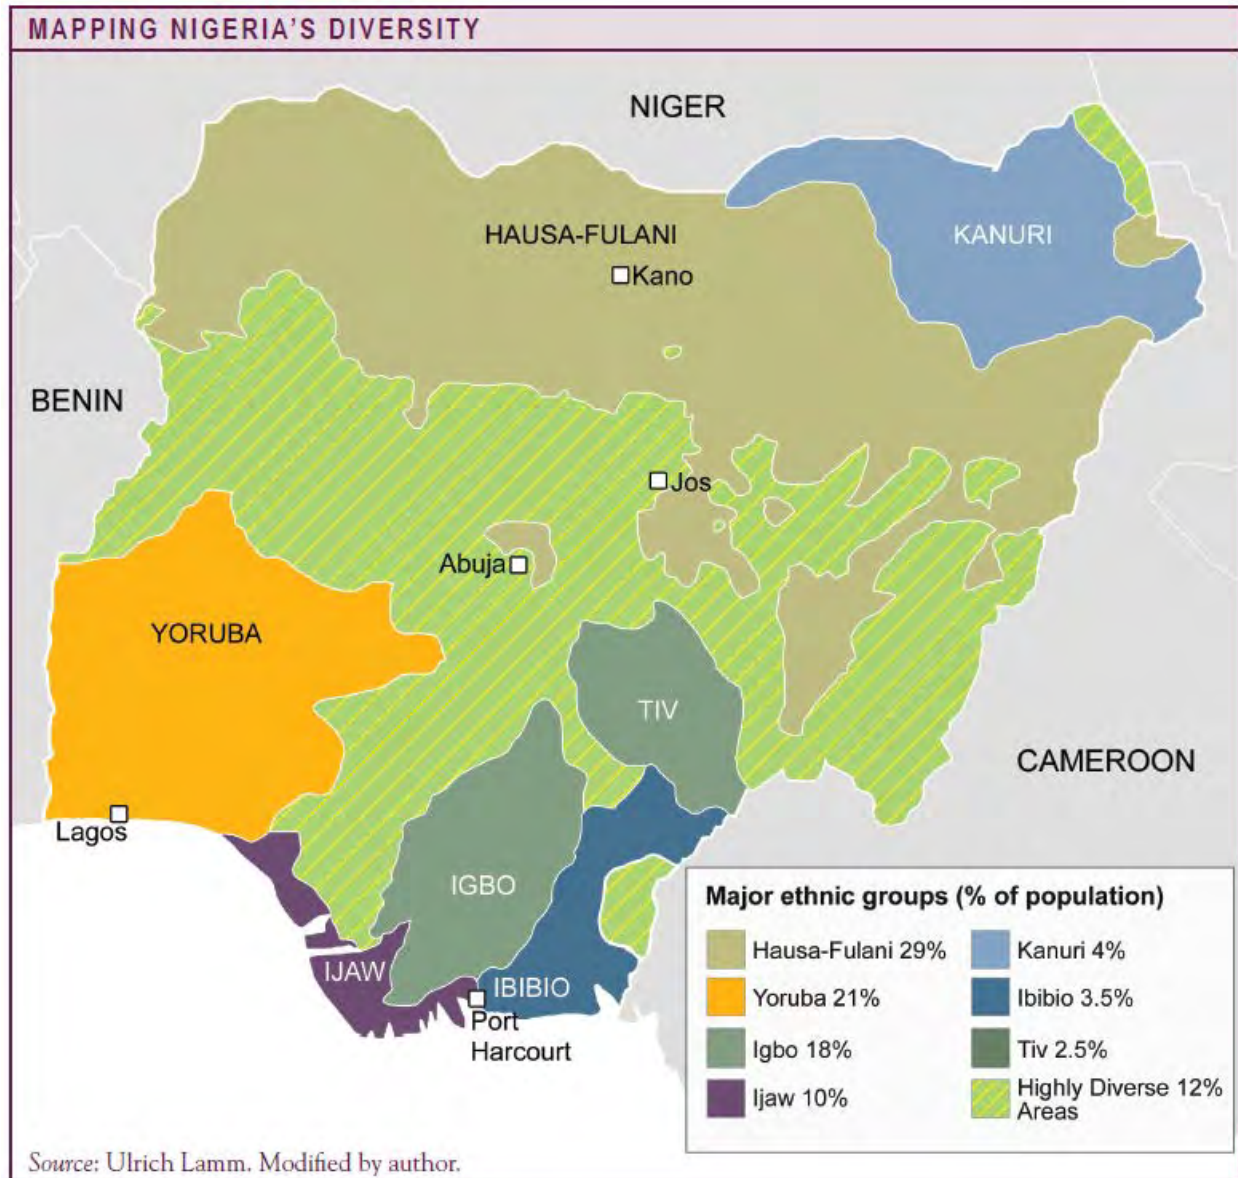 MAPPING NIGERIA'S DIVERSITY
NIGER
HAUSA-FULANI
KANURI
Kano
BENIN
Jos
Abuja
YORUBA
TIV
CAMEROON
Lagos
IGBO
IJAW
IBIBIO
Port
Harcourt
Major ethnic groups (% of population)
Hausa-Fulani 29%
Yoruba 21%
Igbo 18%
Ijaw 10%
Kanuri 4%
Ibibio 3.5%
Tiv 2.5%
Highly Diverse 12%
Areas
Source: Ulrich Lamm. Modified by author.